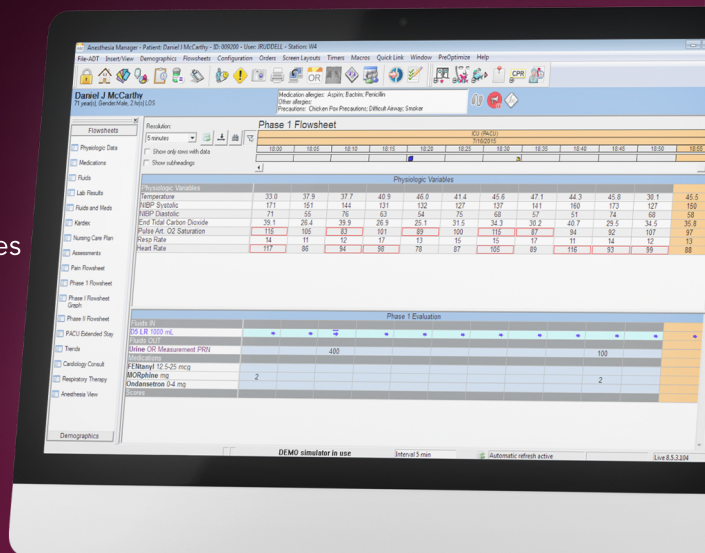 Anesthesia Manager - Patient: Daniel J McCarthy - ID: 009200 - User: JRUDDELL - Station: W4
File-ADT Insert/View Demographics Flowsheets Configuration Orders Screen Layouts Timers Macros Quick Link Window PreOptimize Help
OR CPR
Daniel J McCarthy
71 year(s), Gender:Male, 2 hr(s) LOS
Medication allergies: Aspirin; Bactrim; Penicillin
Other allergies:
Precautions: Chicken Pox Precautions; Difficult Airway; Smoker
es
Flowsheets
Physiologic Data
Medications
Fluids
Lab Results
Fluids and Meds
Kardex
Nursing Care Plan
Assessments
Pain Flowsheet
Phase 1 Flowsheet
Phase I Flowsheet
Graph
Phase II Flowsheet
PACU Extended Stay
Trends
Cardiology Consult
Respiratory Therapy
Anesthesia View
Demographics
Resolution:
5 minutes
Show only rows with data
Show subheadings
Phase 1 Flowsheet
ICU (PACU)
7/16/2015
18:00 18:05 18:10 18:15 18:20 18:25 18:30 18:35 18:40 18:45 18:50 18:55
Physiologic Variables
Physiologic Variables
Temperature 33.0 37.9 37.7 40.9 46.0 41.4 45.6 47.1 44.3 45.8 30.1 45.5
NIBP Systolic 171 151 144 131 132 127 137 141 160 173 127 150
NIBP Diastolic 71 55 76 63 54 75 68 57 51 74 68 58
End Tidal Carbon Dioxide 39.1 26.4 39.9 26.9 25.1 31.5 34.3 30.2 40.7 29.5 34.5 35.8
Pulse Art. O2 Saturation 115 105 83 101 89 100 115 87 94 92 107 97
Resp Rate 14 11 12 17 13 15 15 17 11 14 12 13
Heart Rate 117 86 94 98 78 87 105 89 116 93 99 88
Phase 1 Evaluation
Fluids IN
D5 LR 1000 mL
Fluids OUT
Urine OR Measurement PRN 400 100
Medications
FENtanyl 12.5-25 mcg
MORphine mg 2 2
Ondansetron 0-4 mg
Scores
DEMO simulator in use Interval 5 min Automatic refresh active Live 8.5.3.104